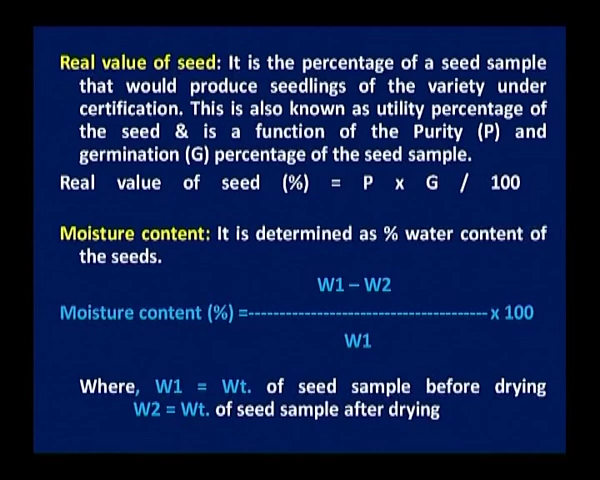 Real value of seed: It is the percentage of a seed sample
that would produce seedlings of the variety under
certification. This is also known as utility percentage of
the seed & is a function of the Purity (P) and
germination (G) percentage of the seed sample.
Real value of seed (%) = P x G / 100
Moisture content: It is determined as % water content of
the seeds.
W1 – W2
Moisture content (%) =--------------------------------------- x 100
W1
Where, W1 = Wt. of seed sample before drying
W2 = Wt. of seed sample after drying